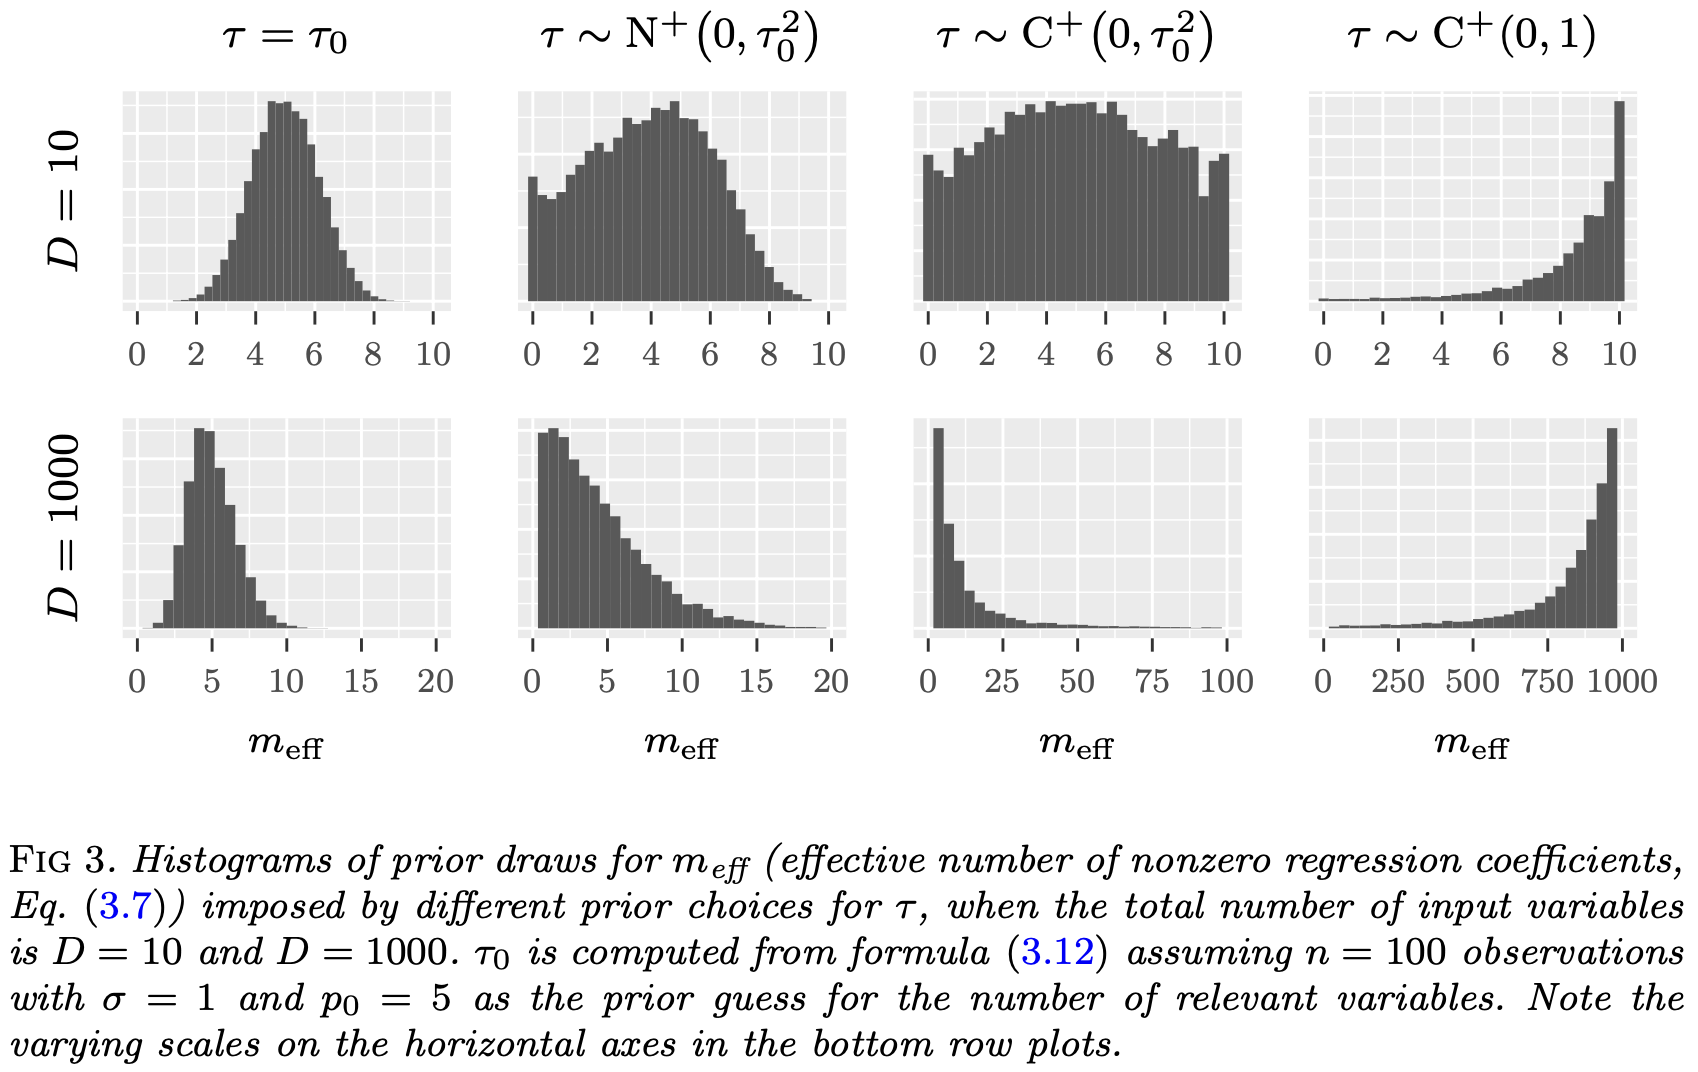 τ = τ₀ τ ∼ N⁺(0, τ₀²) τ ∼ C⁺(0, τ₀²) τ ∼ C⁺(0, 1)
D = 10
0 2 4 6 8 10 0 2 4 6 8 10 0 2 4 6 8 10 0 2 4 6 8 10
D = 1000
0 5 10 15 20 0 5 10 15 20 0 25 50 75 100 0 250 500 750 1000
m_eff m_eff m_eff m_eff
Fig 3. Histograms of prior draws for m_eff (effective number of nonzero regression coefficients,
Eq. (3.7)) imposed by different prior choices for τ, when the total number of input variables
is D = 10 and D = 1000. τ₀ is computed from formula (3.12) assuming n = 100 observations
with σ = 1 and p₀ = 5 as the prior guess for the number of relevant variables. Note the
varying scales on the horizontal axes in the bottom row plots.